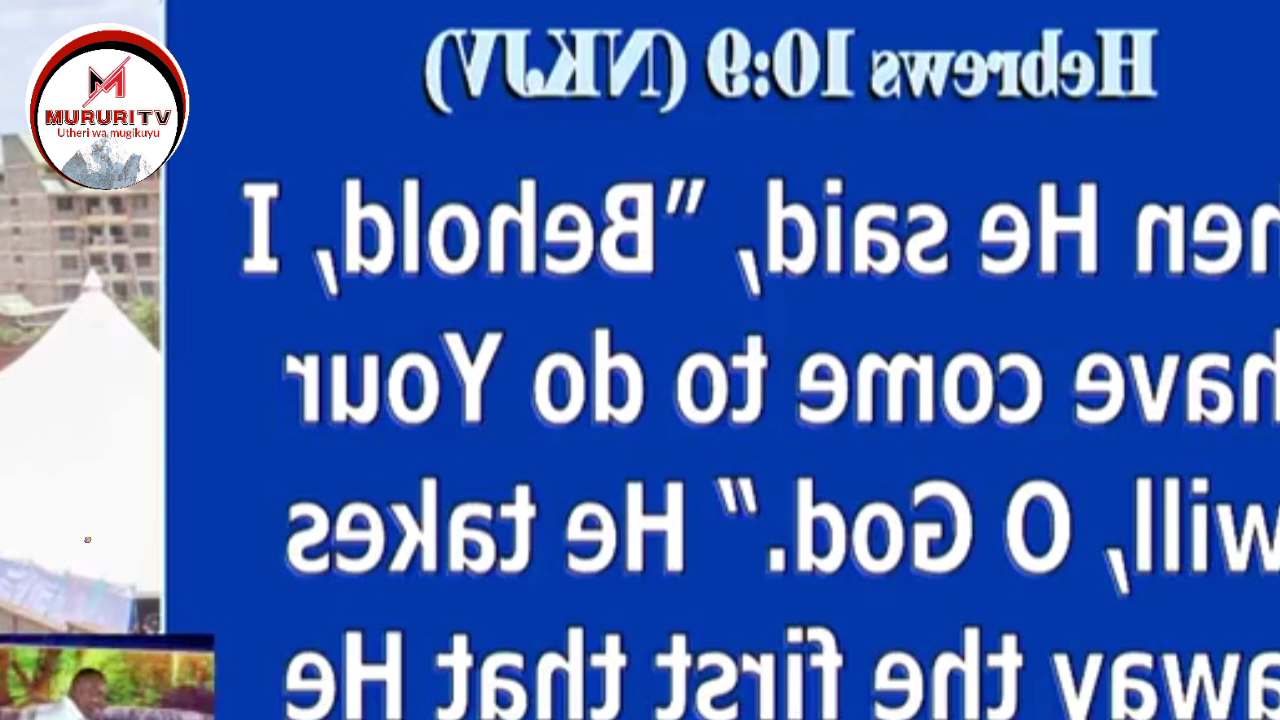 MURURI TV
Utheri wa mugikuyu
Hebrews 10:9 (NKJV)
hen He said, "Behold, I
have come to do Your
will, O God." He takes
away the first that He